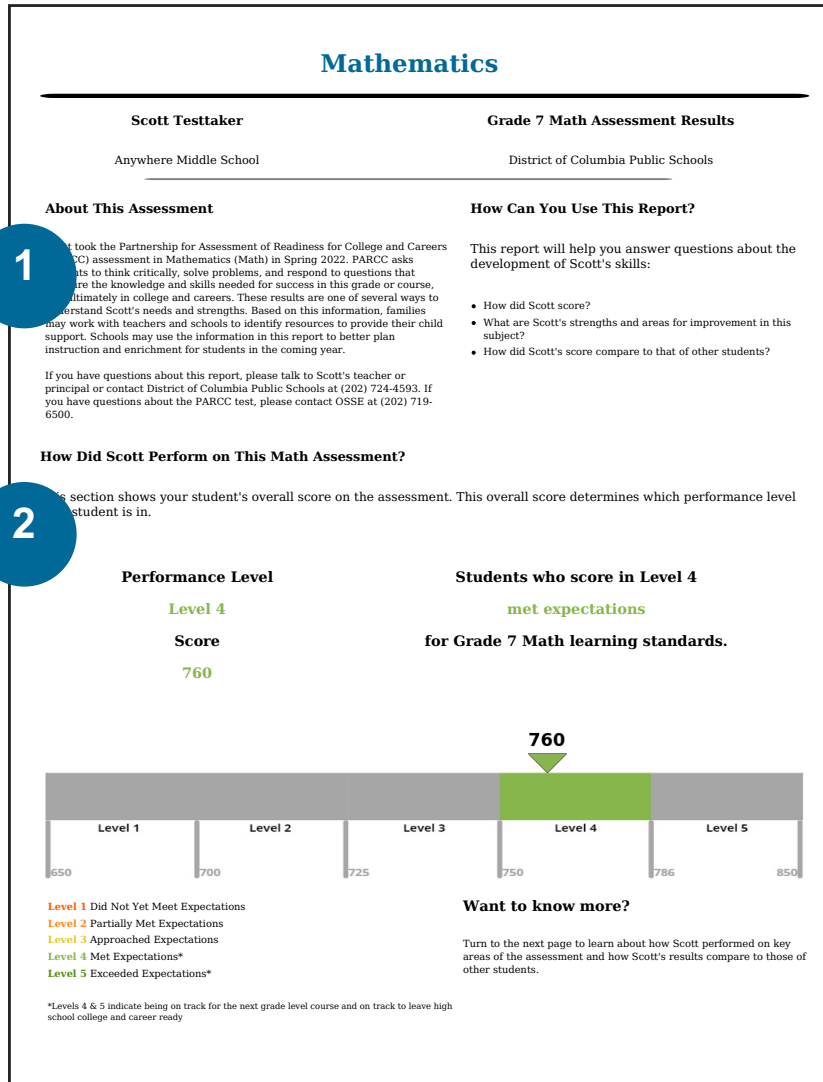 Mathematics
Scott Testtaker
Grade 7 Math Assessment Results
Anywhere Middle School
District of Columbia Public Schools
About This Assessment
1
took the Partnership for Assessment of Readiness for College and Careers
assessment in Mathematics (Math) in Spring 2022. PARCC asks
to think critically, solve problems, and respond to questions that
the knowledge and skills needed for success in this grade or course,
ultimately in college and careers. These results are one of several ways to
understand Scott's needs and strengths. Based on this information, families
may work with teachers and schools to identify resources to provide their child
support. Schools may use the information in this report to better plan
instruction and enrichment for students in the coming year.
If you have questions about this report, please talk to Scott's teacher or
principal or contact District of Columbia Public Schools at (202) 724-4593. If
you have questions about the PARCC test, please contact OSSE at (202) 719-
6500.
How Can You Use This Report?
This report will help you answer questions about the
development of Scott's skills:
• How did Scott score?
• What are Scott's strengths and areas for improvement in this
subject?
• How did Scott's score compare to that of other students?
How Did Scott Perform on This Math Assessment?
2
section shows your student's overall score on the assessment. This overall score determines which performance level
student is in.
Performance Level
Level 4
Score
760
Students who score in Level 4
met expectations
for Grade 7 Math learning standards.
760
Level 1 Level 2 Level 3 Level 4 Level 5
650 700 725 750 786 850
Level 1 Did Not Yet Meet Expectations
Level 2 Partially Met Expectations
Level 3 Approached Expectations
Level 4 Met Expectations*
Level 5 Exceeded Expectations*
*Levels 4 & 5 indicate being on track for the next grade level course and on track to leave high
school college and career ready
Want to know more?
Turn to the next page to learn about how Scott performed on key
areas of the assessment and how Scott's results compare to those of
other students.